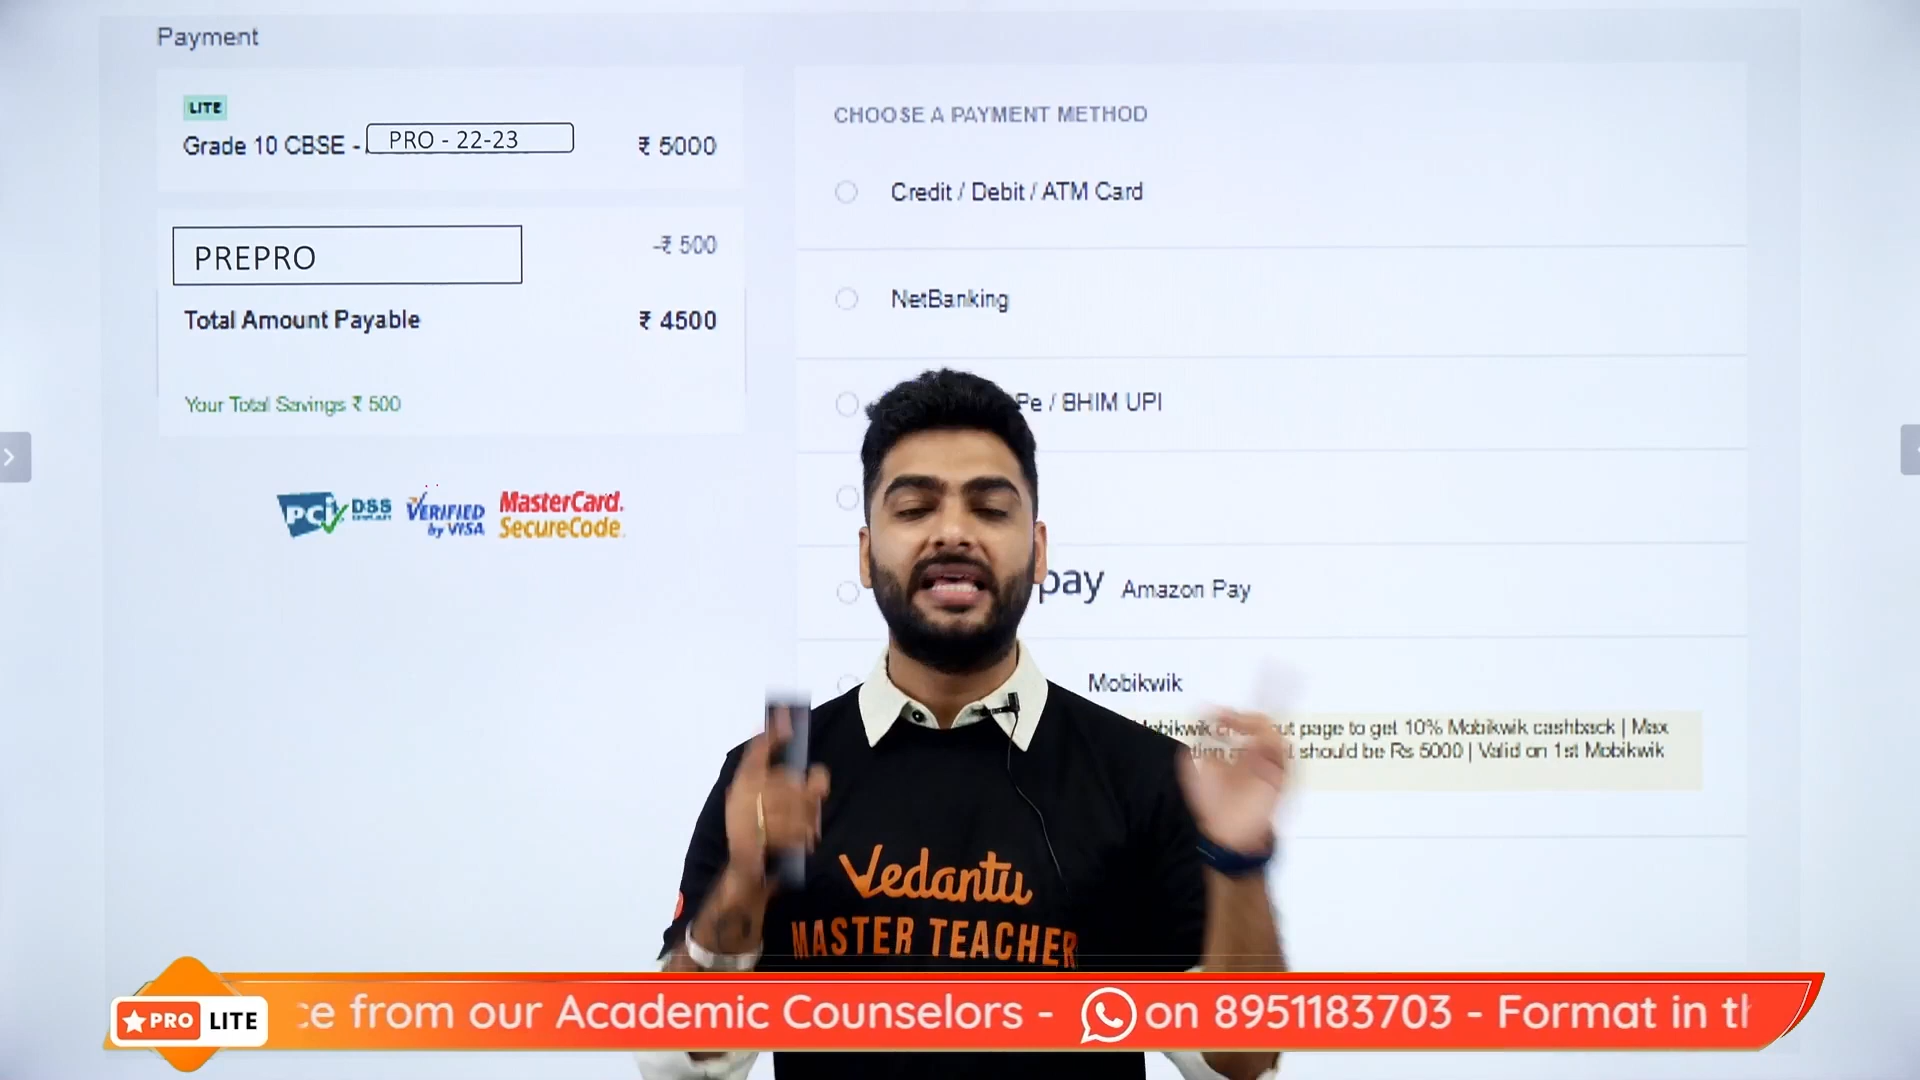 Payment
LITE
Grade 10 CBSE -
PRO - 22-23
₹ 5000
PREPRO
-₹ 500
Total Amount Payable
₹ 4500
Your Total Savings ₹ 500
PCI DSS
VERIFIED
by VISA
MasterCard.
SecureCode.
CHOOSE A PAYMENT METHOD
Credit / Debit / ATM Card
NetBanking
Pe / BHIM UPI
pay Amazon Pay
Mobikwik
page to get 10% Mobikwik cashback | Max
should be Rs 5000 | Valid on 1st Mobikwik
Vedantu
MASTER TEACHER
PRO LITE
from our Academic Counselors - on 8951183703 - Format in